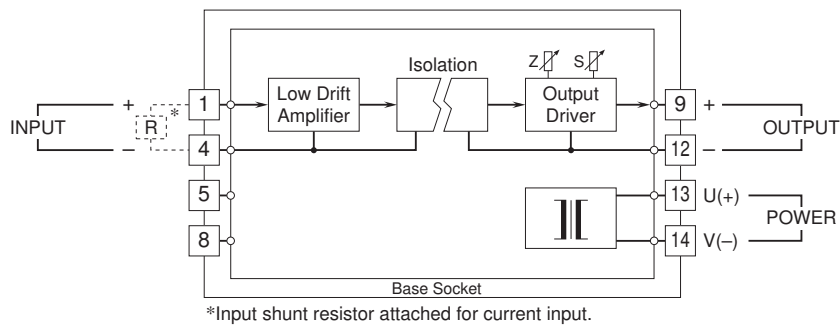 Isolation
Z S
Low Drift
Amplifier
Output
Driver
INPUT
+
–
R
*
1
4
5
8
9
12
13
14
+
–
U(+)
V(–)
OUTPUT
POWER
Base Socket
*Input shunt resistor attached for current input.